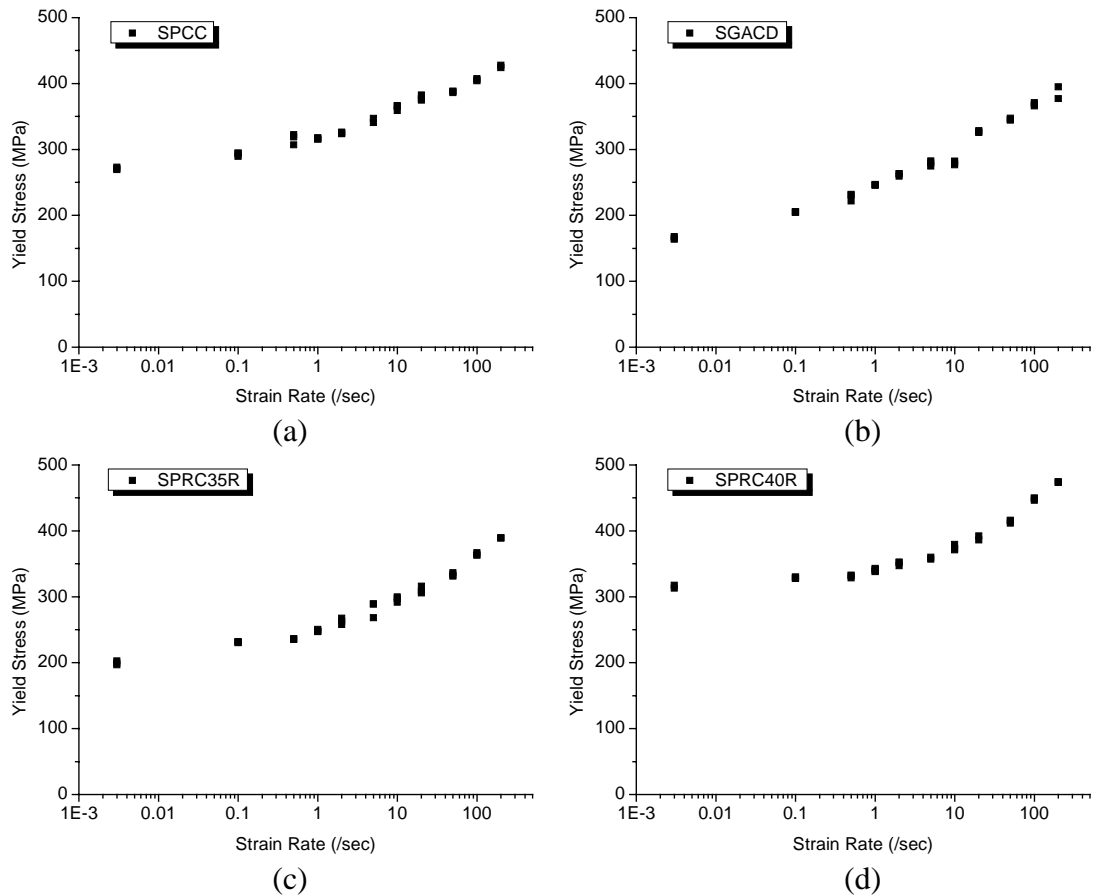 SPCC
500
400
300
200
100
0
Yield Stress (MPa)
1E-3 0.01 0.1 1 10 100
Strain Rate (/sec)
(a)
SGACD
500
400
300
200
100
0
Yield Stress (MPa)
1E-3 0.01 0.1 1 10 100
Strain Rate (/sec)
(b)
SPRC35R
500
400
300
200
100
0
Yield Stress (MPa)
1E-3 0.01 0.1 1 10 100
Strain Rate (/sec)
(c)
SPRC40R
500
400
300
200
100
0
Yield Stress (MPa)
1E-3 0.01 0.1 1 10 100
Strain Rate (/sec)
(d)